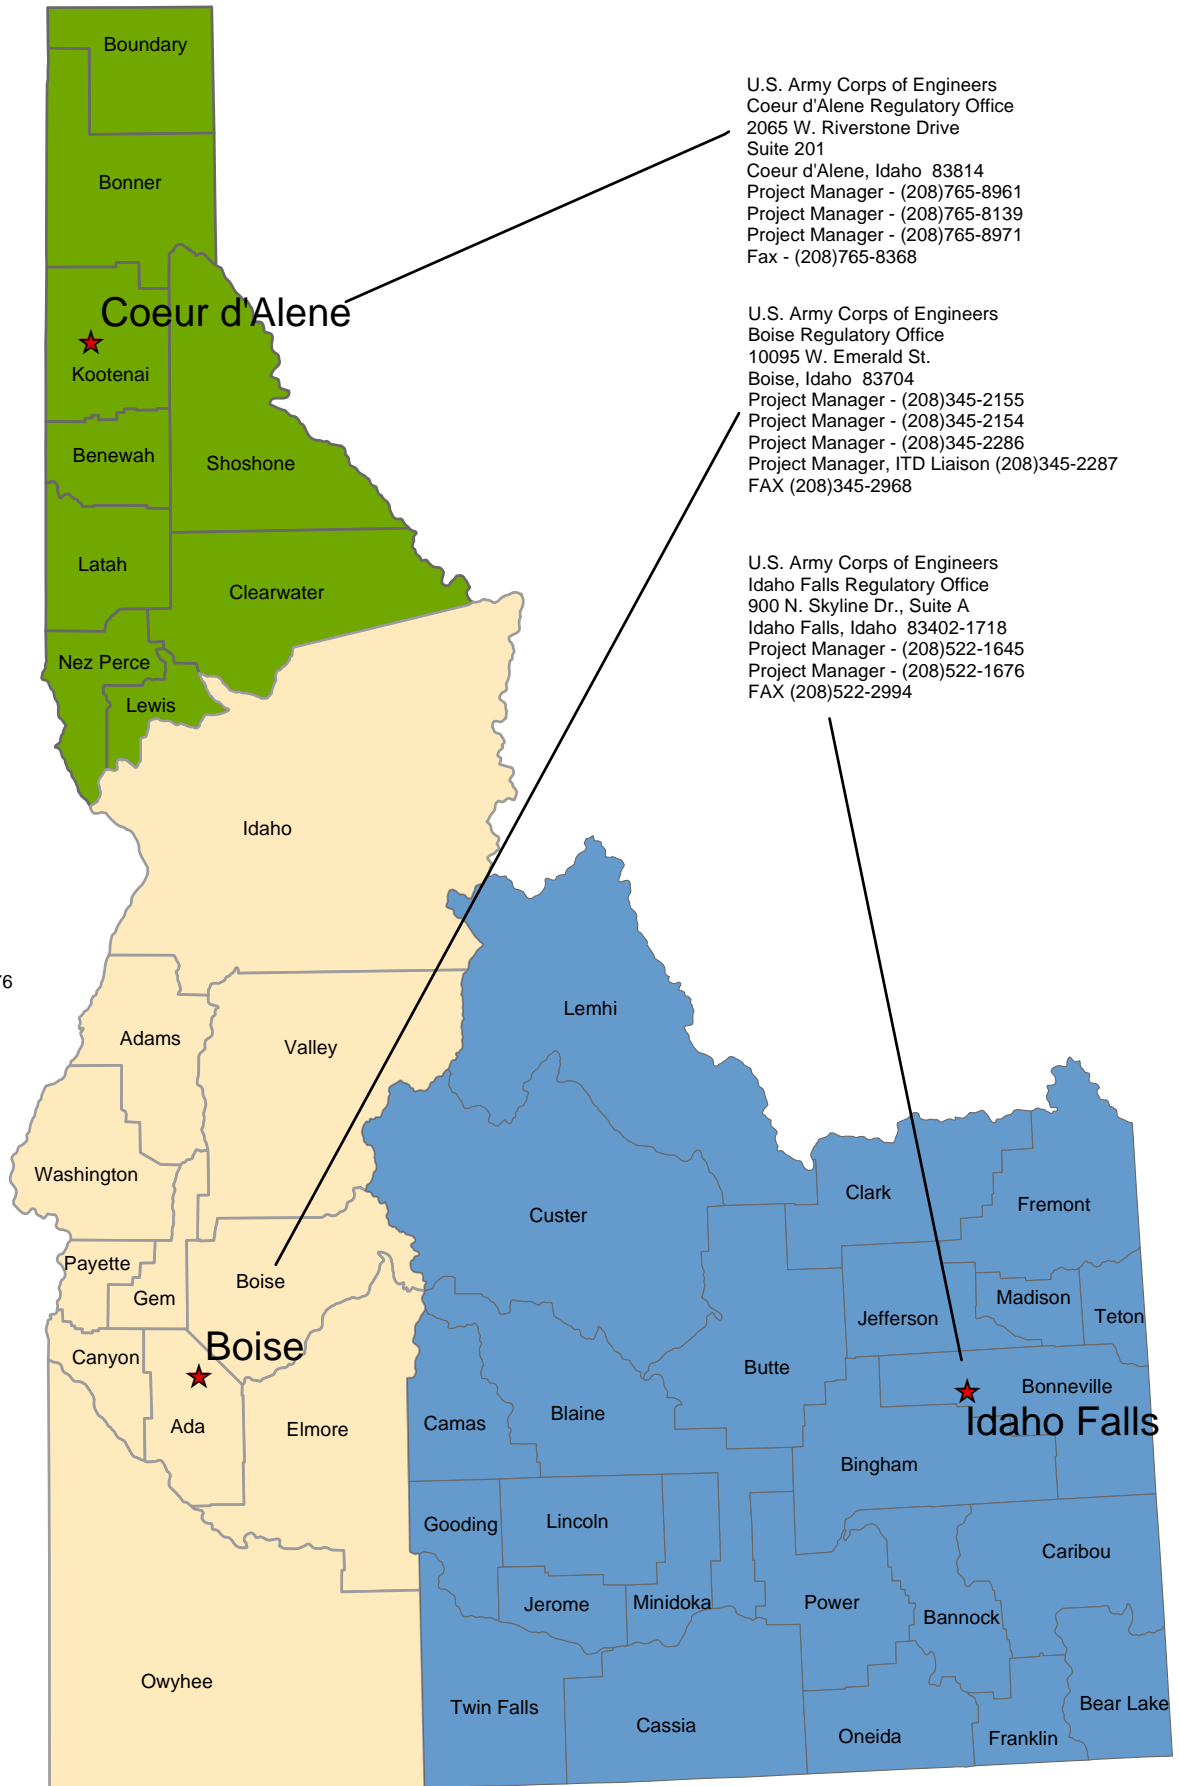 Boundary
Bonner
Coeur d'Alene
Kootenai
Benewah
Shoshone
Latah
Clearwater
Nez Perce
Lewis
U.S. Army Corps of Engineers
Coeur d'Alene Regulatory Office
2065 W. Riverstone Drive
Suite 201
Coeur d'Alene, Idaho 83814
Project Manager - (208)765-8961
Project Manager - (208)765-8139
Project Manager - (208)765-8971
Fax - (208)765-8368
U.S. Army Corps of Engineers
Boise Regulatory Office
10095 W. Emerald St.
Boise, Idaho 83704
Project Manager - (208)345-2155
Project Manager - (208)345-2154
Project Manager - (208)345-2286
Project Manager, ITD Liaison (208)345-2287
FAX (208)345-2968
U.S. Army Corps of Engineers
Idaho Falls Regulatory Office
900 N. Skyline Dr., Suite A
Idaho Falls, Idaho 83402-1718
Project Manager - (208)522-1645
Project Manager - (208)522-1676
FAX (208)522-2994
Idaho
6
Adams
Valley
Lemhi
Washington
Custer
Clark
Fremont
Payette
Boise
Gem
Madison
Jefferson
Teton
Canyon
Boise
Butte
Bonneville
Ada
Elmore
Camas
Blaine
Idaho Falls
Bingham
Gooding
Lincoln
Caribou
Jerome
Minidoka
Power
Bannock
Owyhee
Twin Falls
Cassia
Oneida
Franklin
Bear Lake